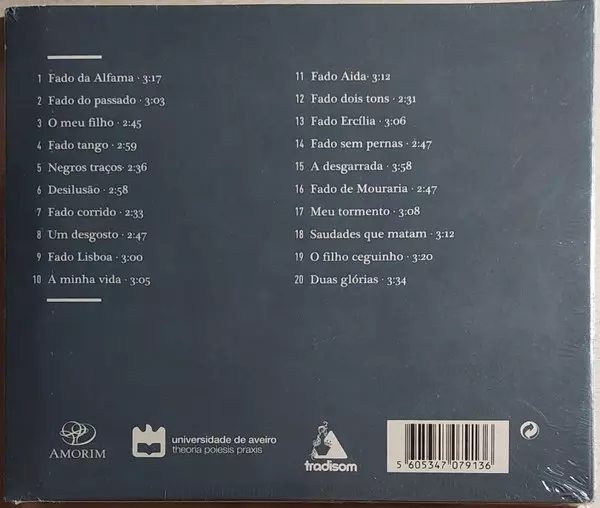 1 Fado da Alfama · 3:17
2 Fado do passado · 3:03
3 O meu filho · 2:45
4 Fado tango · 2:59
5 Negros traços· 2:36
6 Desilusão · 2:58
7 Fado corrido · 2:33
8 Um desgosto · 2:47
9 Fado Lisboa · 3:00
10 A minha vida · 3:05
11 Fado Aida · 3:12
12 Fado dois tons · 2:31
13 Fado Ercília · 3:06
14 Fado sem pernas · 2:47
15 A desgarrada · 3:58
16 Fado de Mouraria · 2:47
17 Meu tormento · 3:08
18 Saudades que matam · 3:12
19 O filho ceguinho · 3:20
20 Duas glórias · 3:34
AMORIM
universidade de aveiro
theoria poiesis praxis
tradisom
5 605347 079136